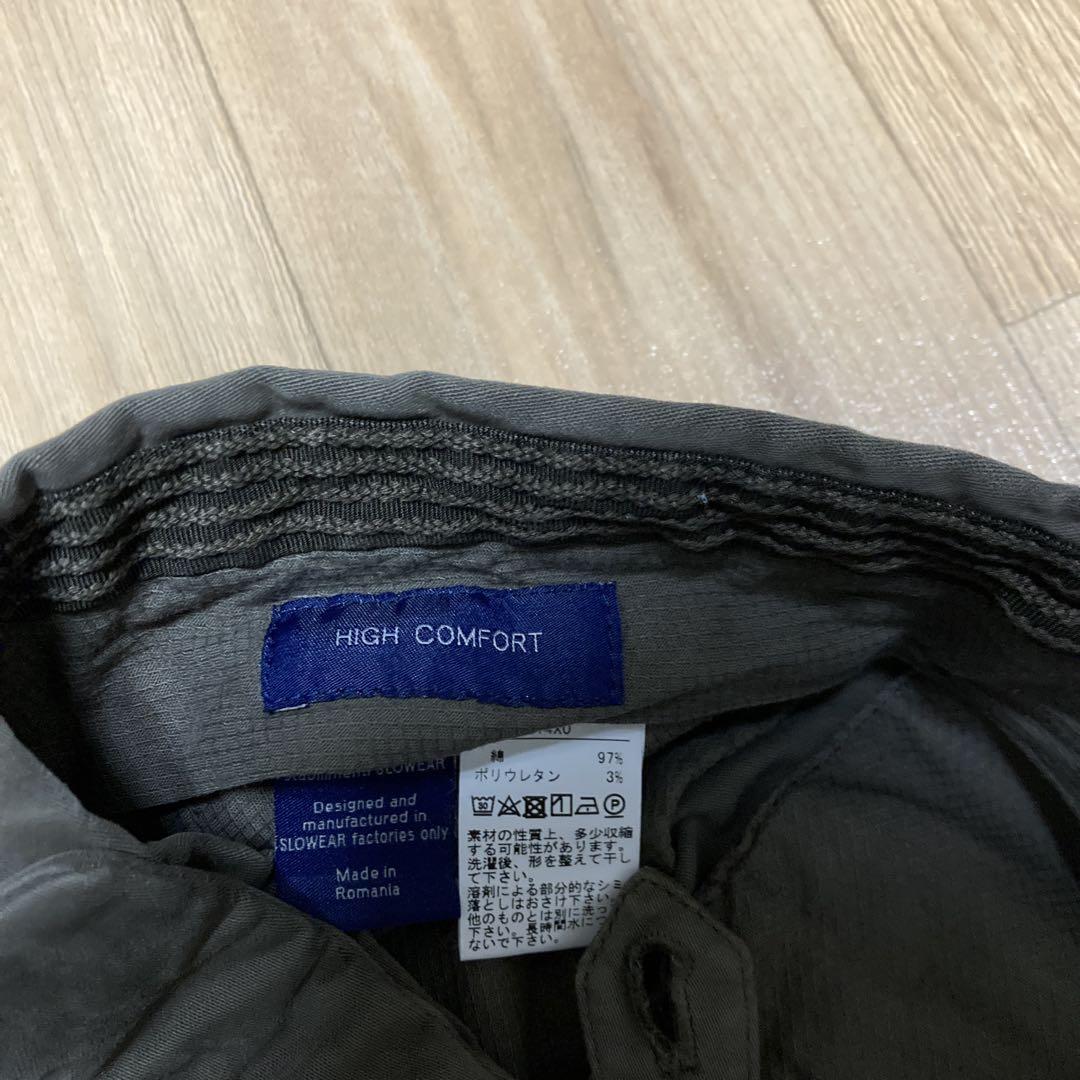 HIGH COMFORT
SLOWEAR
Designed and
manufactured in
SLOWEAR factories only
Made in
Romania
綿 97%
ポリウレタン 3%
素材の性質上、多少収縮
する可能性があります。
洗濯後、形を整えて干し
て下さい。
溶剤による部分的なシミ
落としはおさけ下さい
他のものとは別に洗っ
下さい。長時間水につ
ないで下さい。